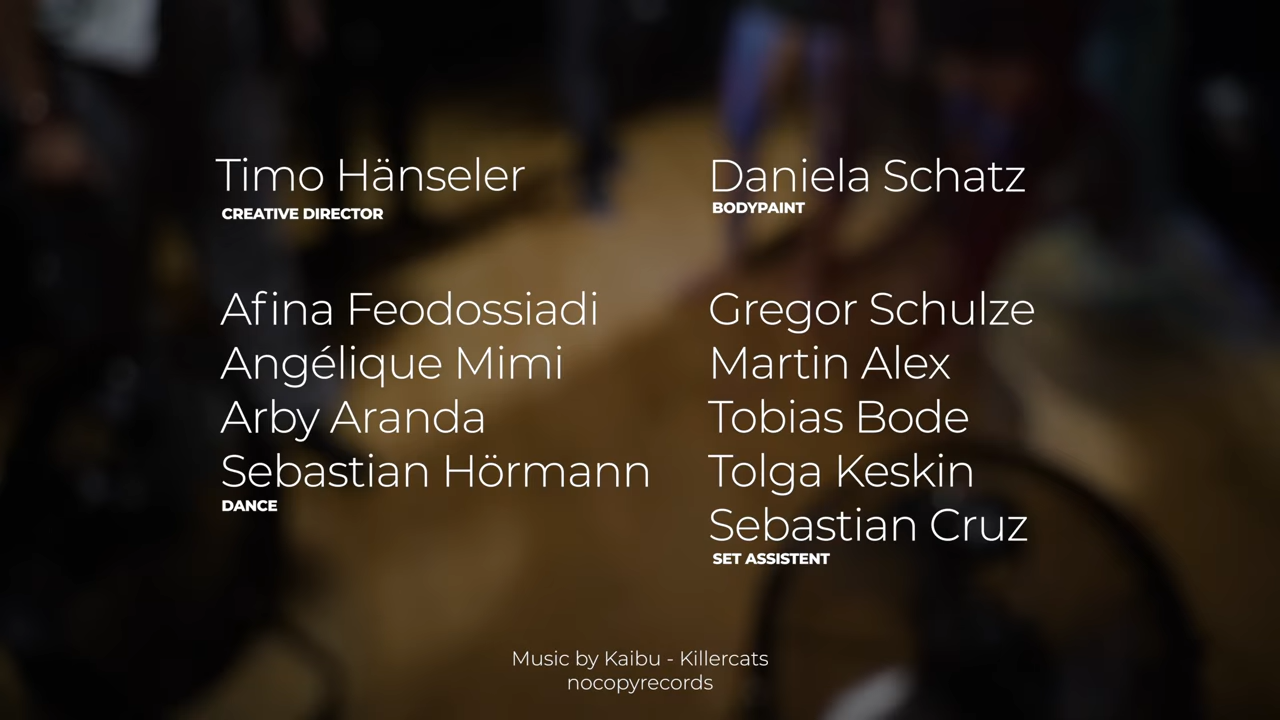 Timo Hänseler
CREATIVE DIRECTOR
Daniela Schatz
BODYPAINT
Afina Feodossiadi
Angélique Mimi
Arby Aranda
Sebastian Hörmann
DANCE
Gregor Schulze
Martin Alex
Tobias Bode
Tolga Keskin
Sebastian Cruz
SET ASSISTENT
Music by Kaibu - Killercats
nocopyrecords